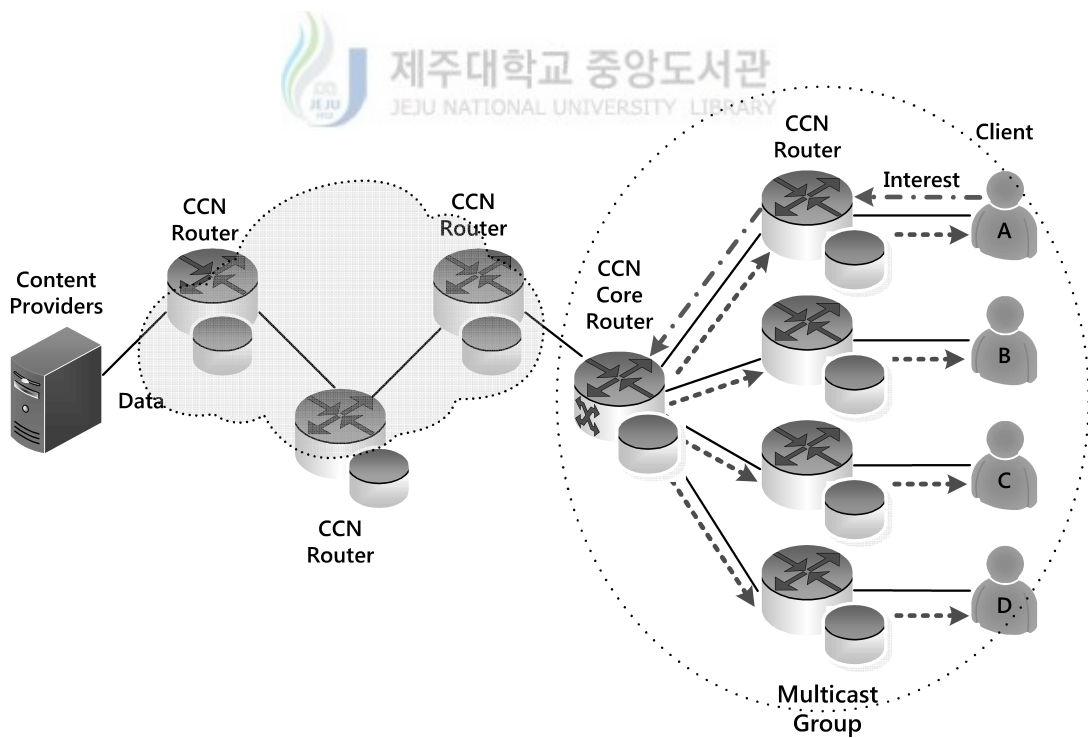 제주대학교 중앙도서관
JEJU NATIONAL UNIVERSITY LIBRARY
JEJU
CCN
Router
Client
Interest
A
CCN
Router
CCN
Router
Content
Providers
CCN
Core
Router
B
Data
C
CCN
Router
D
Multicast
Group